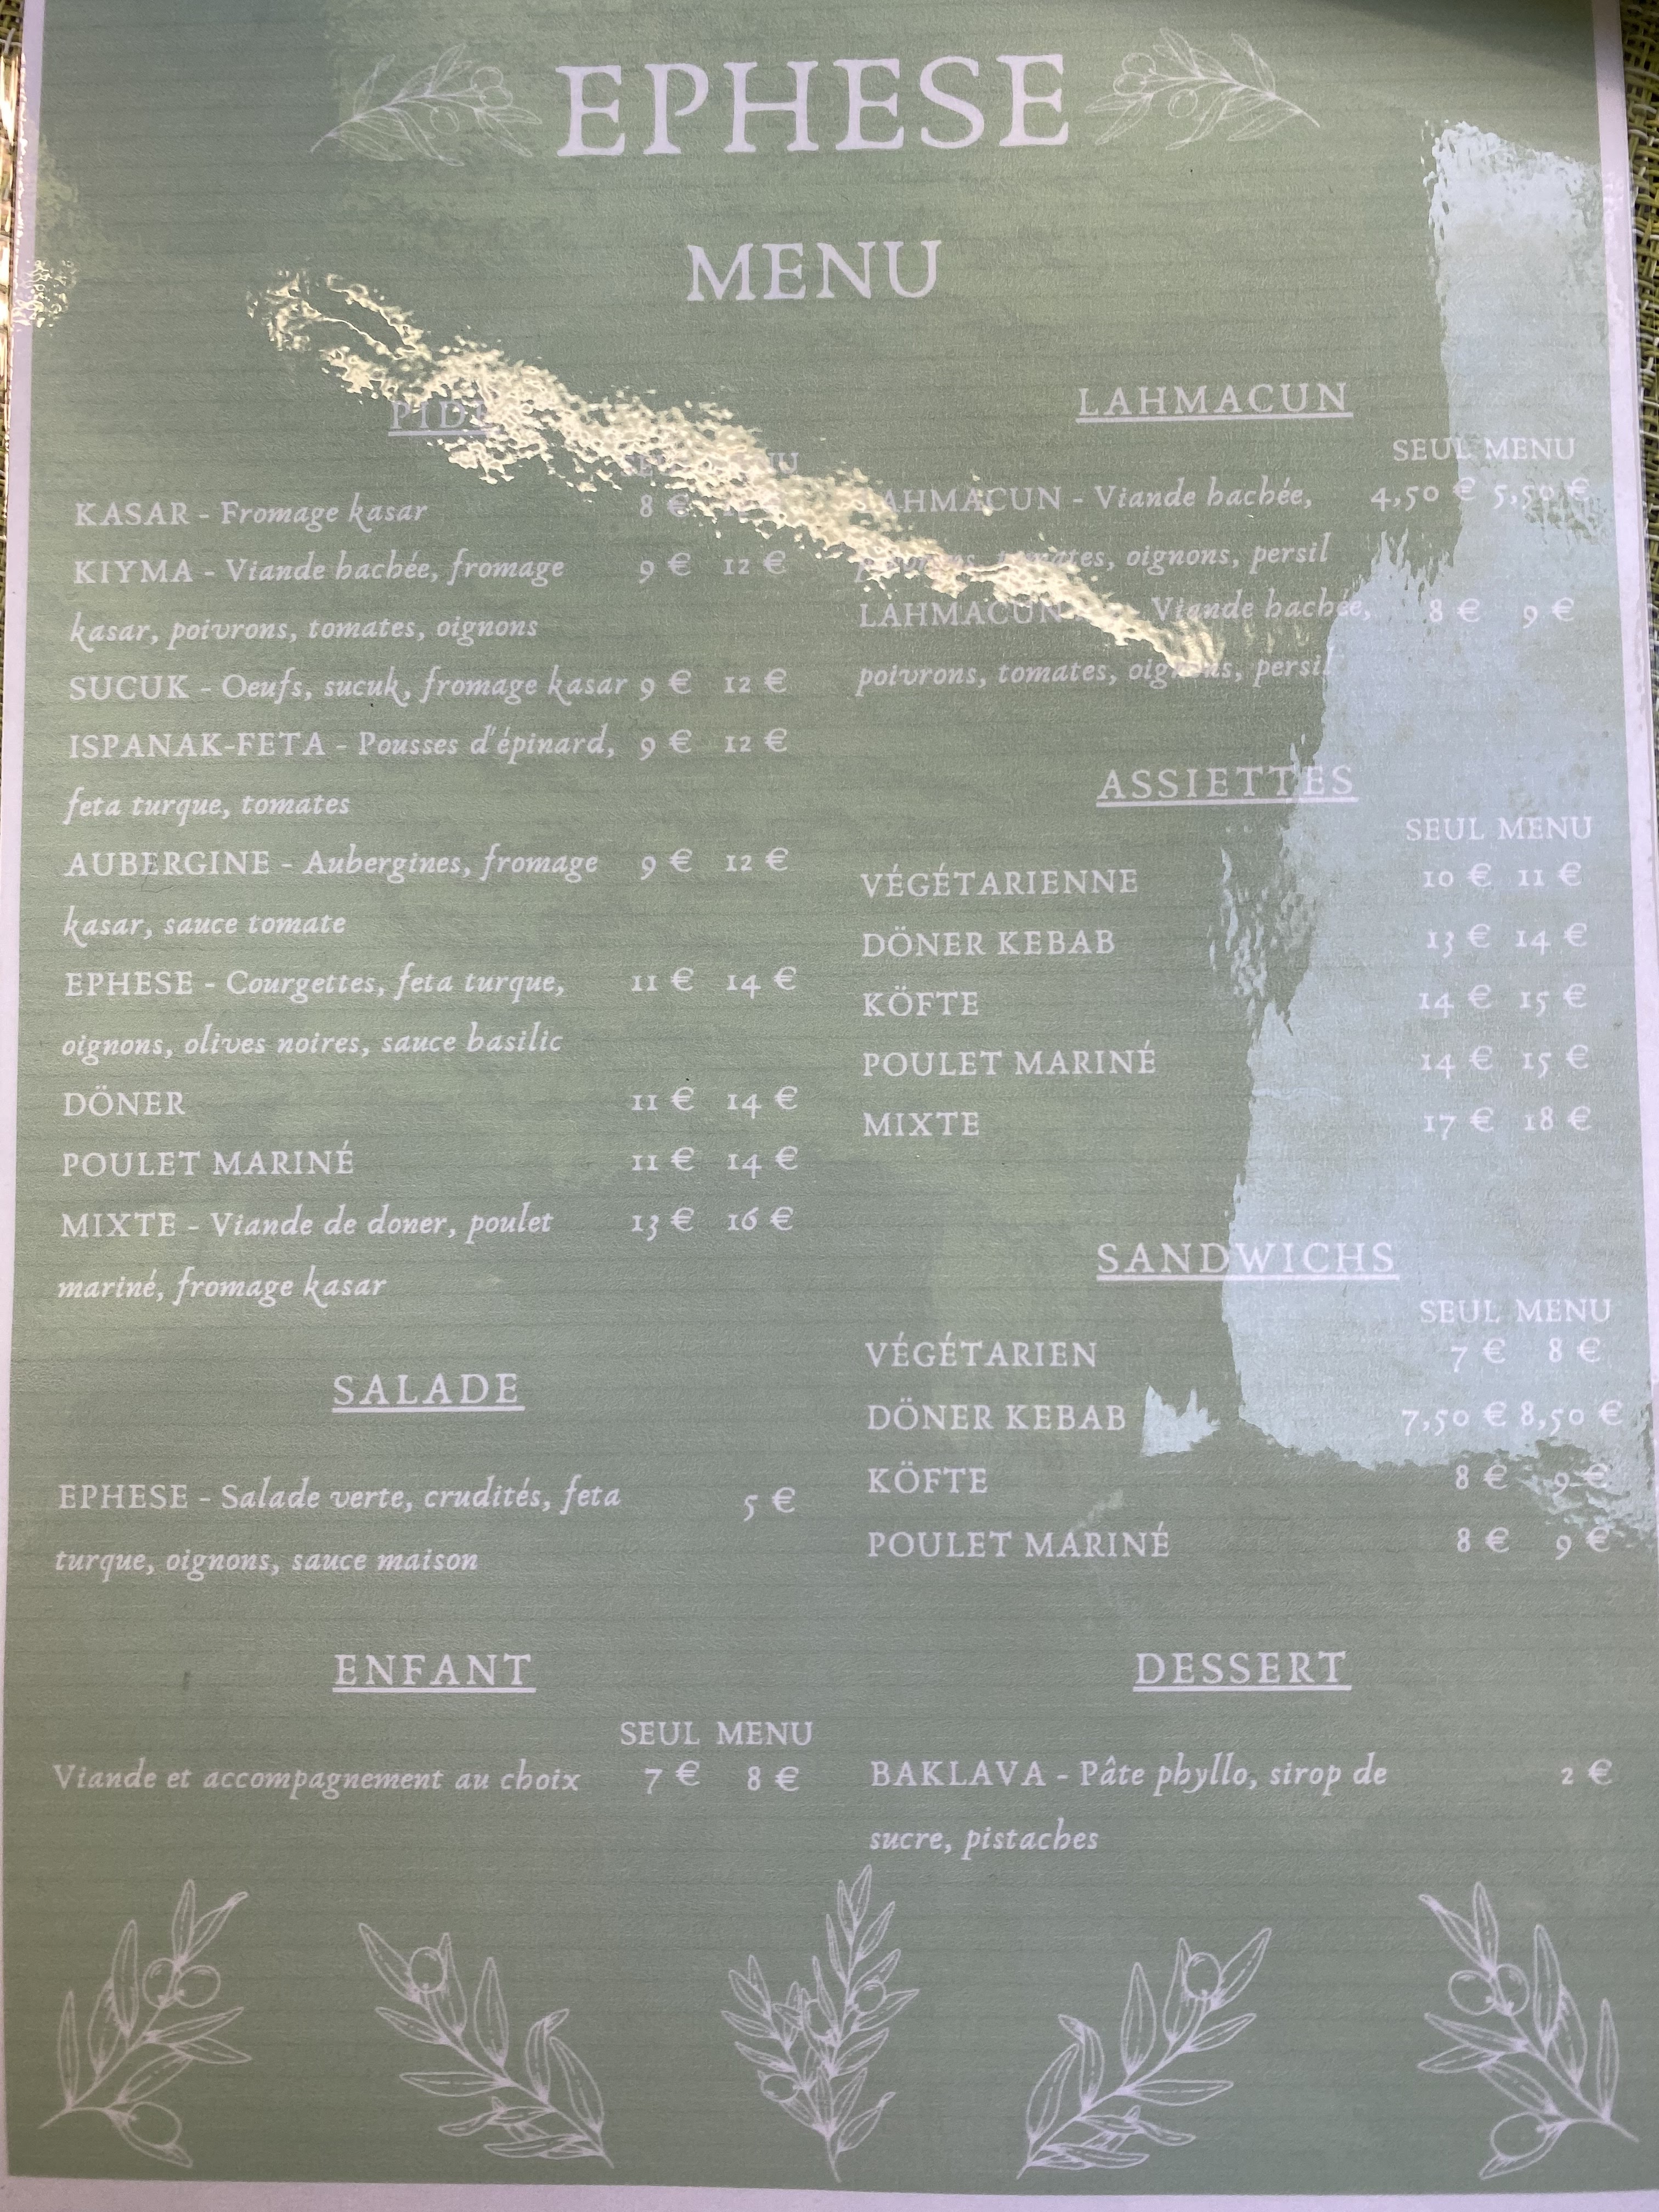 EPHESE
MENU
KASAR - Fromage kasar 8 €
KIYMA - Viande hachée, fromage 9 € 12 €
kasar, poivrons, tomates, oignons
SUCUK - Oeufs, sucuk, fromage kasar 9 € 12 €
ISPANAK-FETA - Pousses d'épinard, 9 € 12 €
feta turque, tomates
AUBERGINE - Aubergines, fromage 9 € 12 €
kasar, sauce tomate
EPHESE - Courgettes, feta turque, 11 € 14 €
oignons, olives noires, sauce basilic
DÖNER 11 € 14 €
POULET MARINÉ 11 € 14 €
MIXTE - Viande de doner, poulet 13 € 16 €
mariné, fromage kasar
SALADE
EPHESE - Salade verte, crudités, feta 5 €
turque, oignons, sauce maison
ENFANT
SEUL MENU
Viande et accompagnement au choix 7 € 8 €
LAHMACUN
SEUL MENU
LAHMACUN - Viande hachée, 4,50 € 5,50 €
tomates, oignons, persil
LAHMACUN Viande hachée, 8 € 9 €
poivrons, tomates, oignons, persil
ASSIETTES
SEUL MENU
VÉGÉTARIENNE 10 € 11 €
DÖNER KEBAB 13 € 14 €
KÖFTE 14 € 15 €
POULET MARINÉ 14 € 15 €
MIXTE 17 € 18 €
SANDWICHS
SEUL MENU
VÉGÉTARIEN 7 € 8 €
DÖNER KEBAB 7,50 € 8,50 €
KÖFTE 8 € 9 €
POULET MARINÉ 8 € 9 €
DESSERT
BAKLAVA - Pâte phyllo, sirop de 2 €
sucre, pistaches